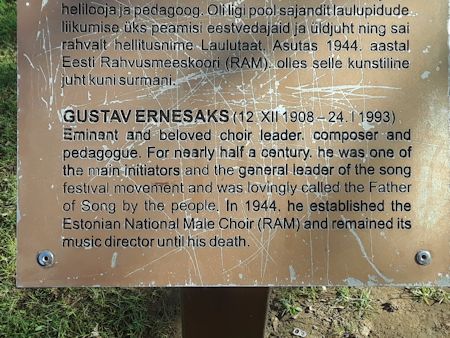 helilooja ja pedagoog. Oli ligi pool sajandit laulupidude
liikumise üks peamisi eestvedajaid ja üldjuht ning sai
rahvalt hellitusnime Laulutaat. Asutas 1944. aastal
Eesti Rahvusmeeskoori (RAM), olles selle kunstiline
juht kuni surmani.
GUSTAV ERNESAKS (12. XII 1908 – 24. I 1993)
Eminent and beloved choir leader, composer and
pedagogue. For nearly half a century, he was one of
the main initiators and the general leader of the song
festival movement and was lovingly called the Father
of Song by the people. In 1944, he established the
Estonian National Male Choir (RAM) and remained its
music director until his death.